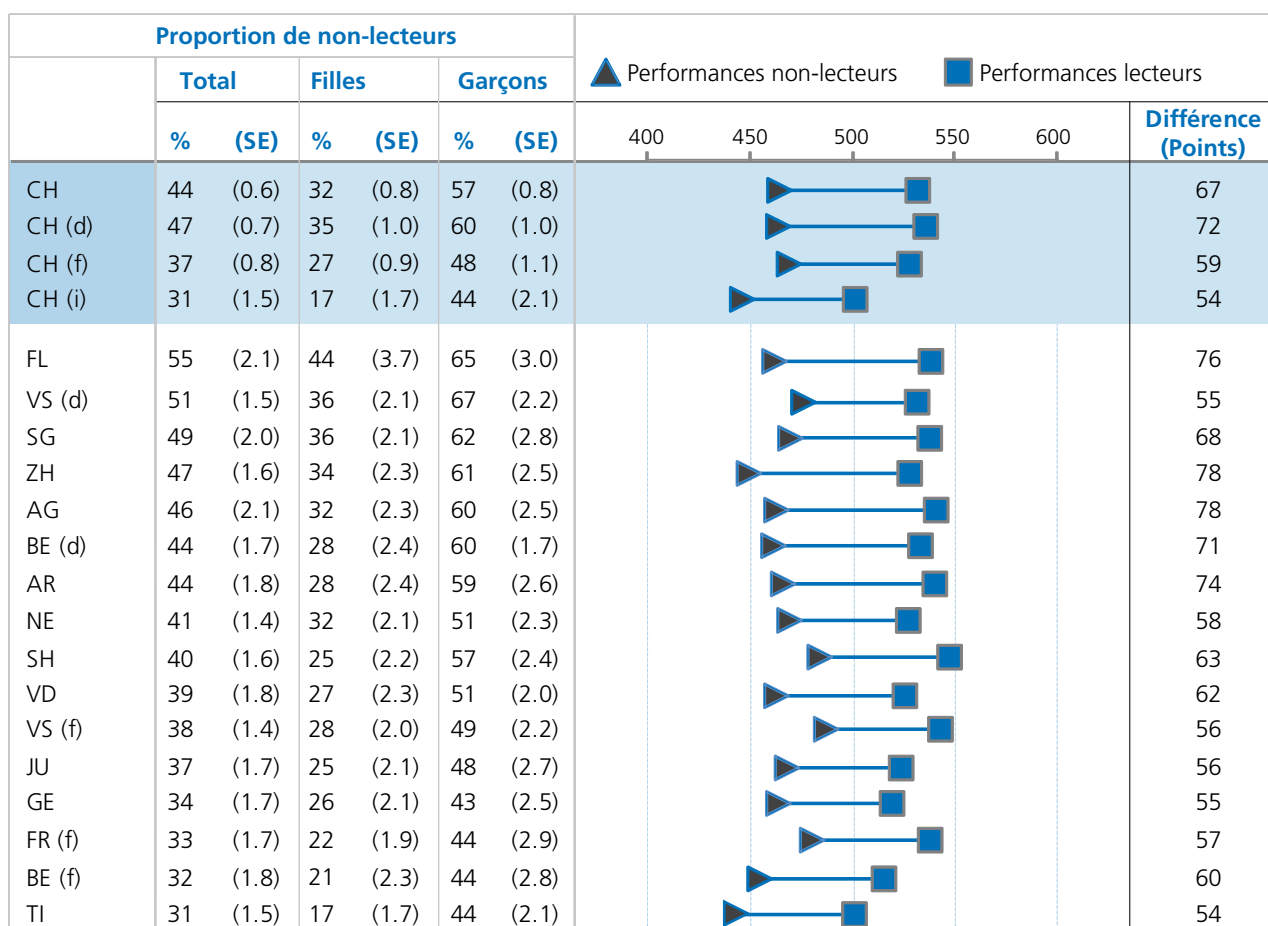 Proportion de non-lecteurs
Performances non-lecteurs Performances lecteurs
Total Filles Garçons
% (SE) % (SE) % (SE) 400 450 500 550 600 Différence (Points)
CH 44 (0.6) 32 (0.8) 57 (0.8) 67
CH (d) 47 (0.7) 35 (1.0) 60 (1.0) 72
CH (f) 37 (0.8) 27 (0.9) 48 (1.1) 59
CH (i) 31 (1.5) 17 (1.7) 44 (2.1) 54
FL 55 (2.1) 44 (3.7) 65 (3.0) 76
VS (d) 51 (1.5) 36 (2.1) 67 (2.2) 55
SG 49 (2.0) 36 (2.1) 62 (2.8) 68
ZH 47 (1.6) 34 (2.3) 61 (2.5) 78
AG 46 (2.1) 32 (2.3) 60 (2.5) 78
BE (d) 44 (1.7) 28 (2.4) 60 (1.7) 71
AR 44 (1.8) 28 (2.4) 59 (2.6) 74
NE 41 (1.4) 32 (2.1) 51 (2.3) 58
SH 40 (1.6) 25 (2.2) 57 (2.4) 63
VD 39 (1.8) 27 (2.3) 51 (2.0) 62
VS (f) 38 (1.4) 28 (2.0) 49 (2.2) 56
JU 37 (1.7) 25 (2.1) 48 (2.7) 56
GE 34 (1.7) 26 (2.1) 43 (2.5) 55
FR (f) 33 (1.7) 22 (1.9) 44 (2.9) 57
BE (f) 32 (1.8) 21 (2.3) 44 (2.8) 60
TI 31 (1.5) 17 (1.7) 44 (2.1) 54